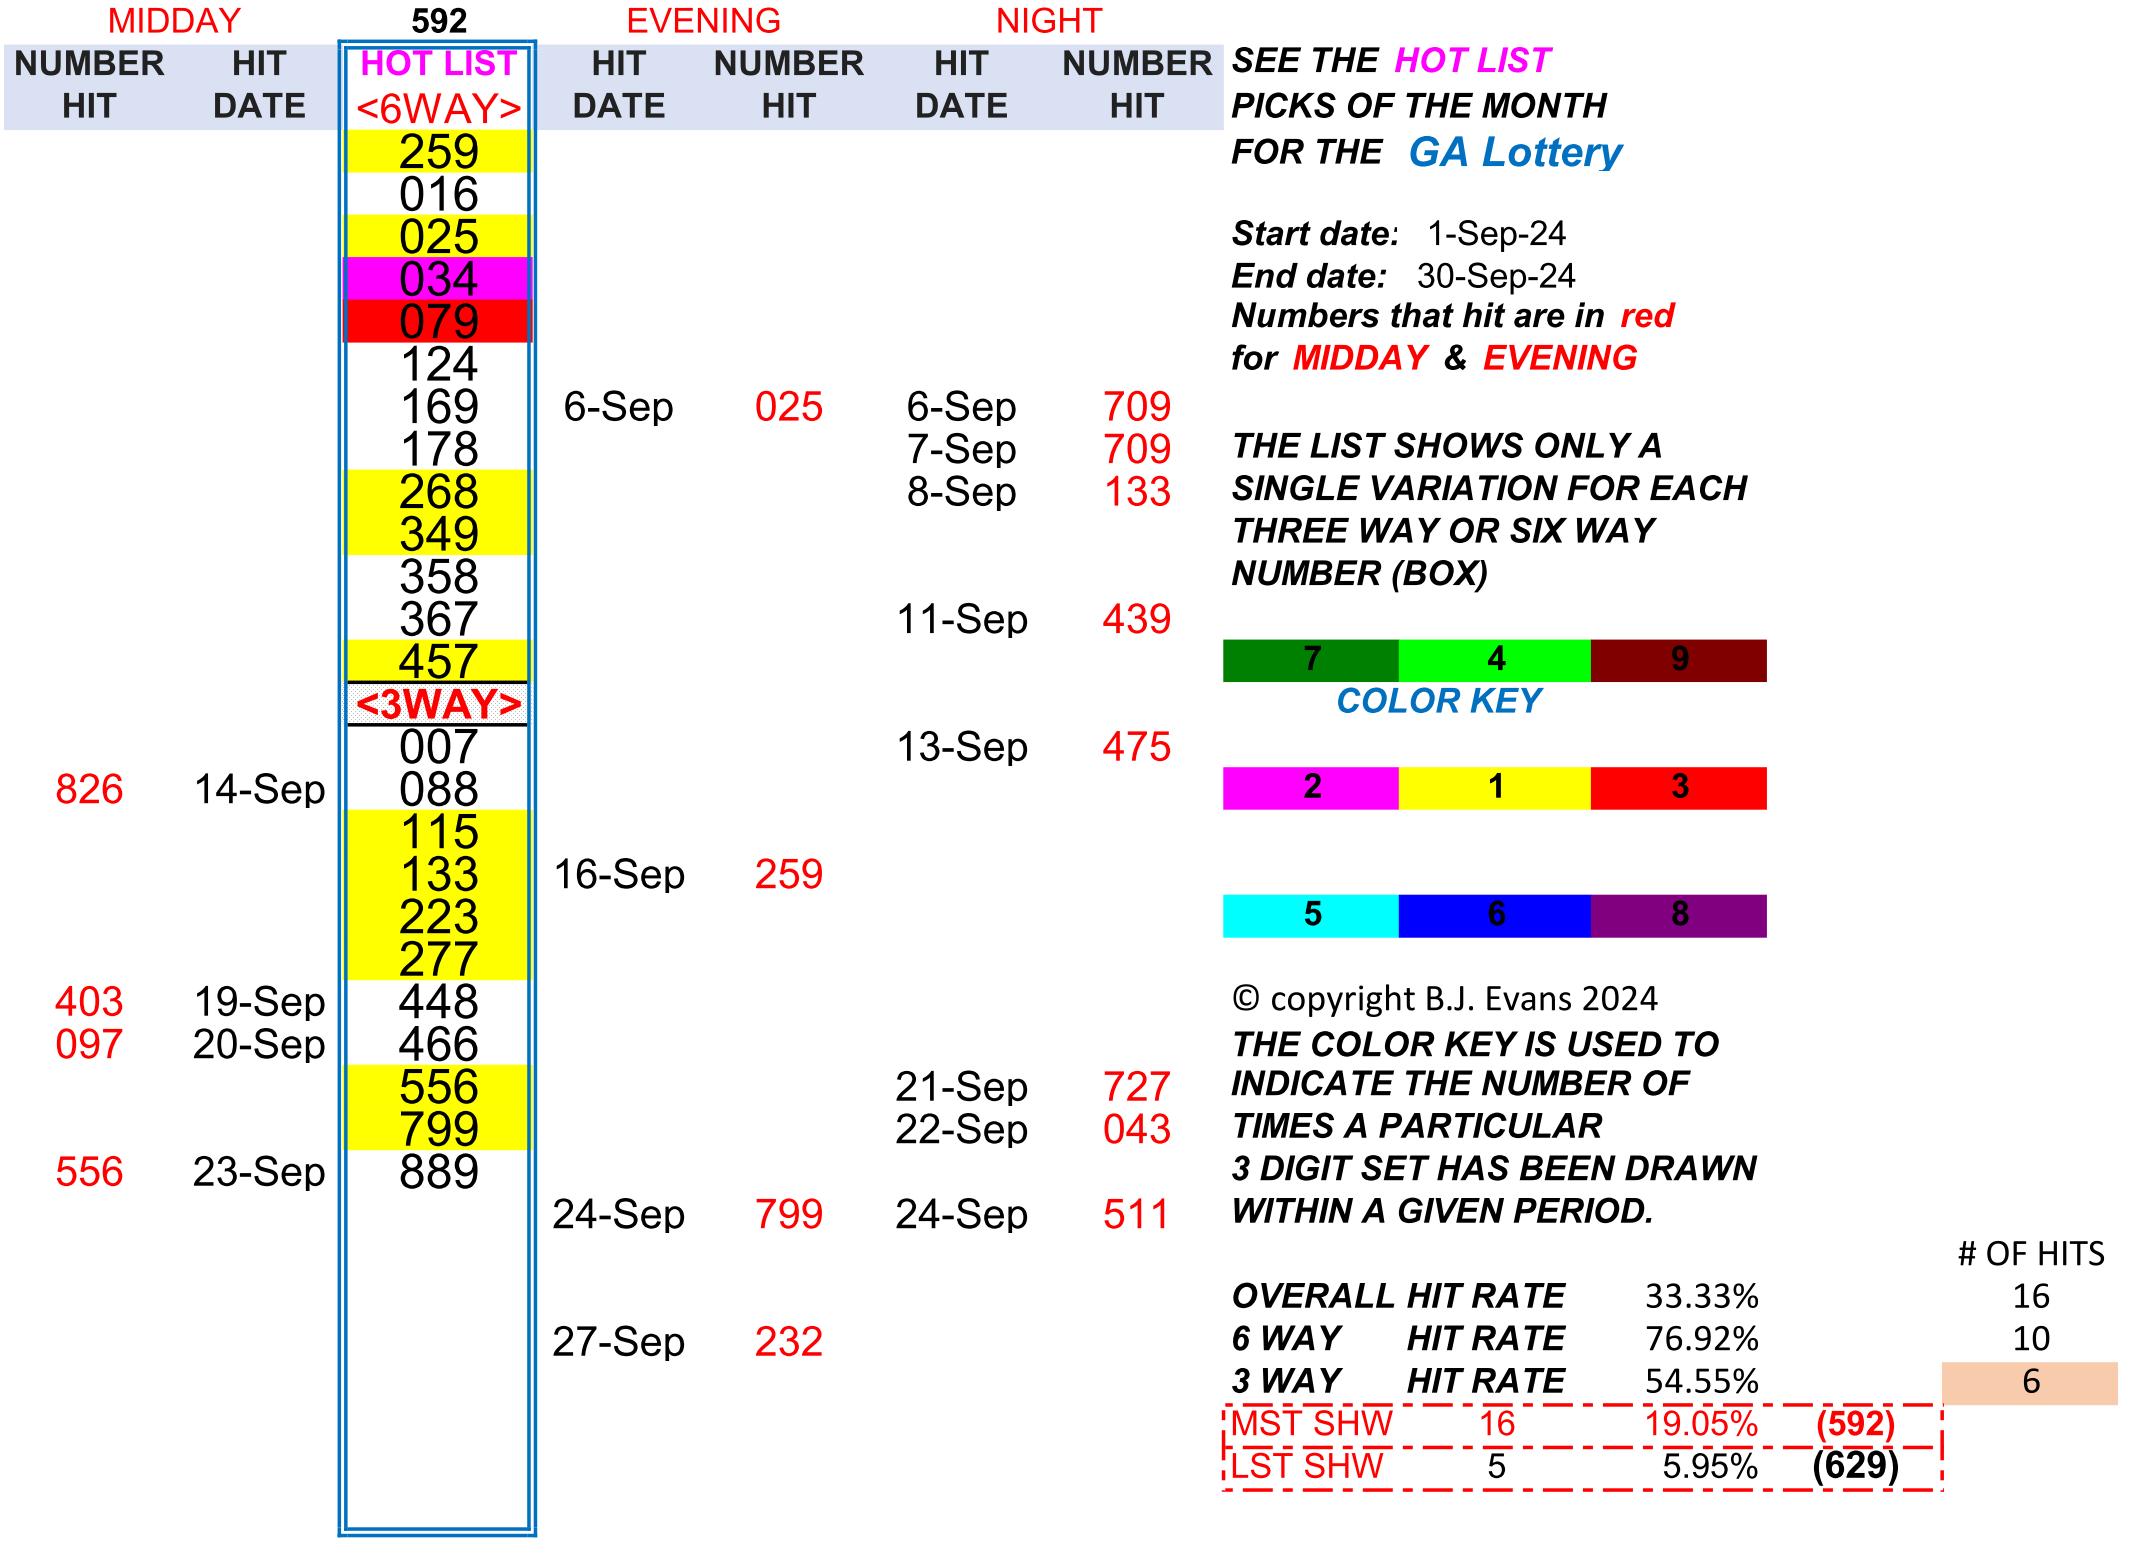 MIDDAY 592 EVENING NIGHT
NUMBER HIT HOT LIST HIT NUMBER HIT NUMBER SEE THE HOT LIST
HIT DATE <6WAY> DATE HIT DATE HIT PICKS OF THE MONTH
259 FOR THE GA Lottery
016
025 Start date: 1-Sep-24
034 End date: 30-Sep-24
079 Numbers that hit are in red
124 for MIDDAY & EVENING
169 6-Sep 025 6-Sep 709
178 7-Sep 709 THE LIST SHOWS ONLY A
268 8-Sep 133 SINGLE VARIATION FOR EACH
349 THREE WAY OR SIX WAY
358 NUMBER (BOX)
367 11-Sep 439
457 7 4 9
<3WAY> COLOR KEY
007 13-Sep 475
826 14-Sep 088 2 1 3
115
133 16-Sep 259
223 5 6 8
277
403 19-Sep 448 © copyright B.J. Evans 2024
097 20-Sep 466 THE COLOR KEY IS USED TO
556 21-Sep 727 INDICATE THE NUMBER OF
799 22-Sep 043 TIMES A PARTICULAR
556 23-Sep 889 3 DIGIT SET HAS BEEN DRAWN
24-Sep 799 24-Sep 511 WITHIN A GIVEN PERIOD.
# OF HITS
OVERALL HIT RATE 33.33% 16
27-Sep 232 6 WAY HIT RATE 76.92% 10
3 WAY HIT RATE 54.55% 6
MST SHW 16 19.05% (592)
LST SHW 5 5.95% (629)